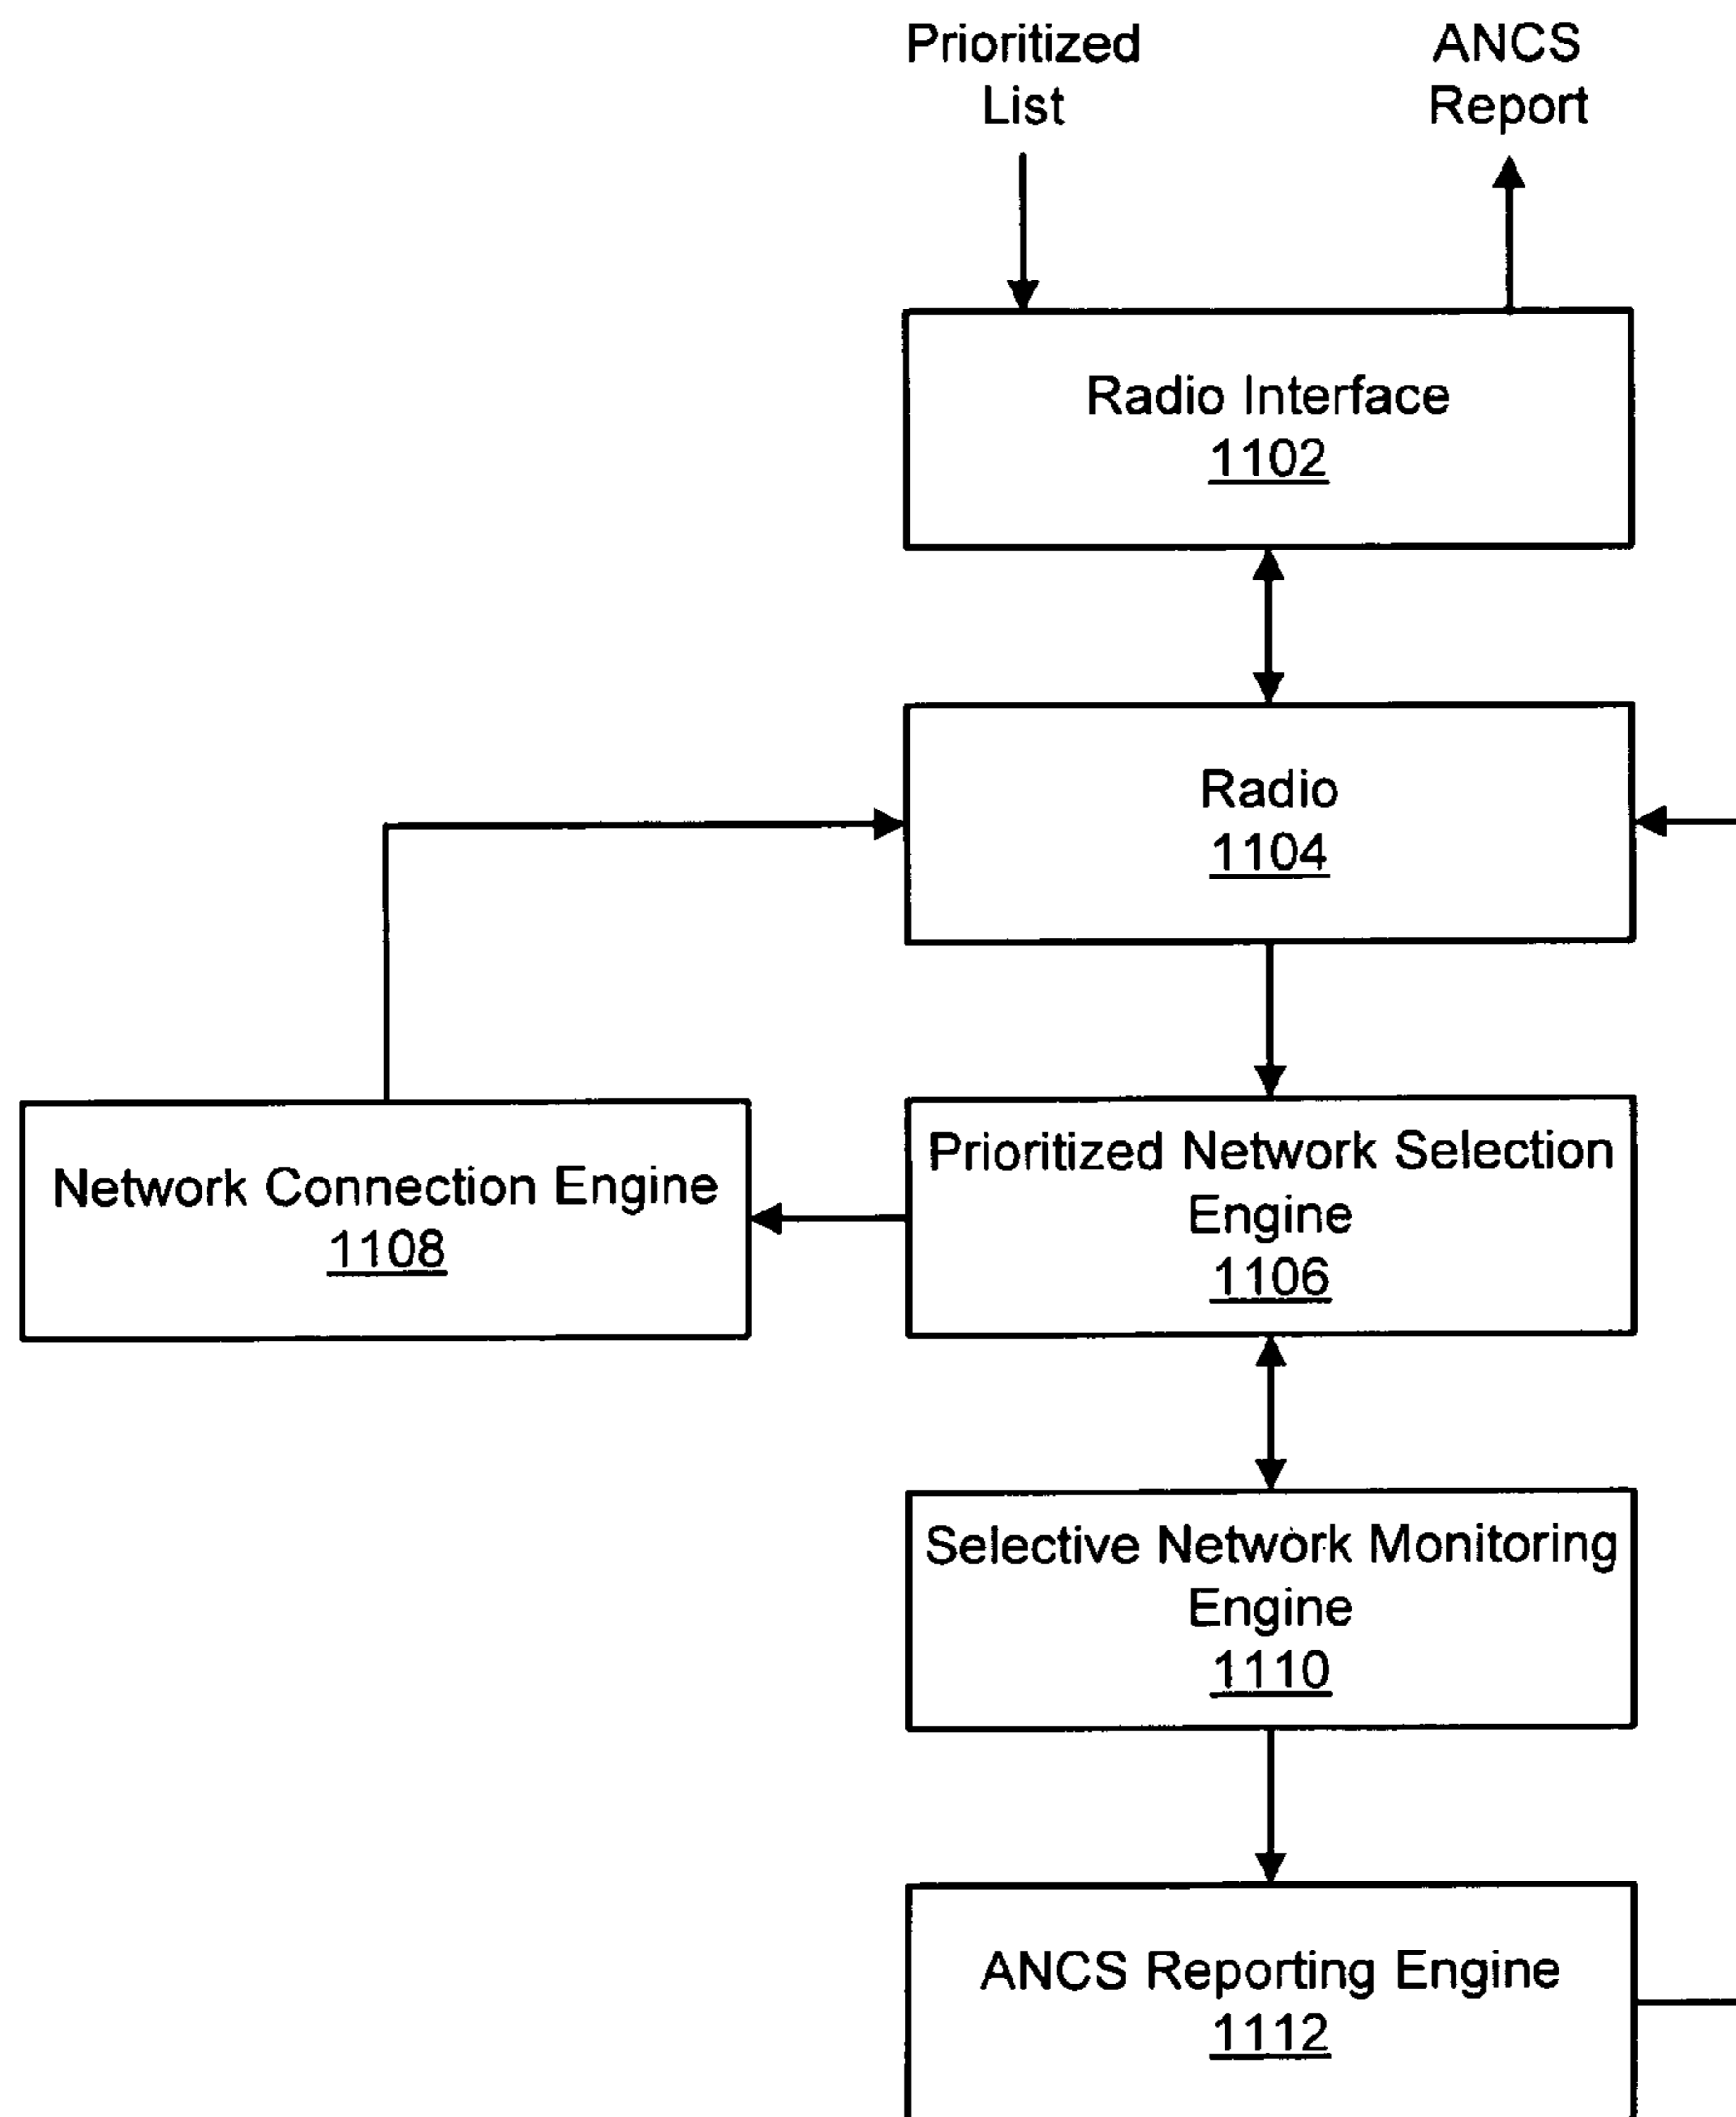 Prioritized
List
ANCS
Report
Radio Interface
1102
Radio
1104
Network Connection Engine
1108
Prioritized Network Selection
Engine
1106
Selective Network Monitoring
Engine
1110
ANCS Reporting Engine
1112